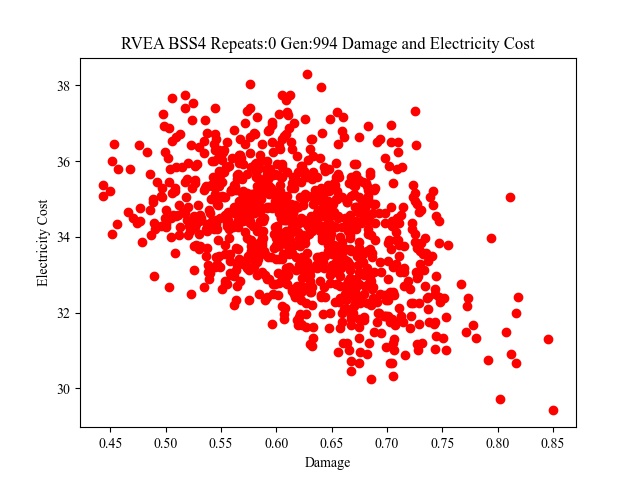 RVEA BSS4 Repeats:0 Gen:994 Damage and Electricity Cost
38
36
34
32
30
Electricity Cost
0.45 0.50 0.55 0.60 0.65 0.70 0.75 0.80 0.85
Damage